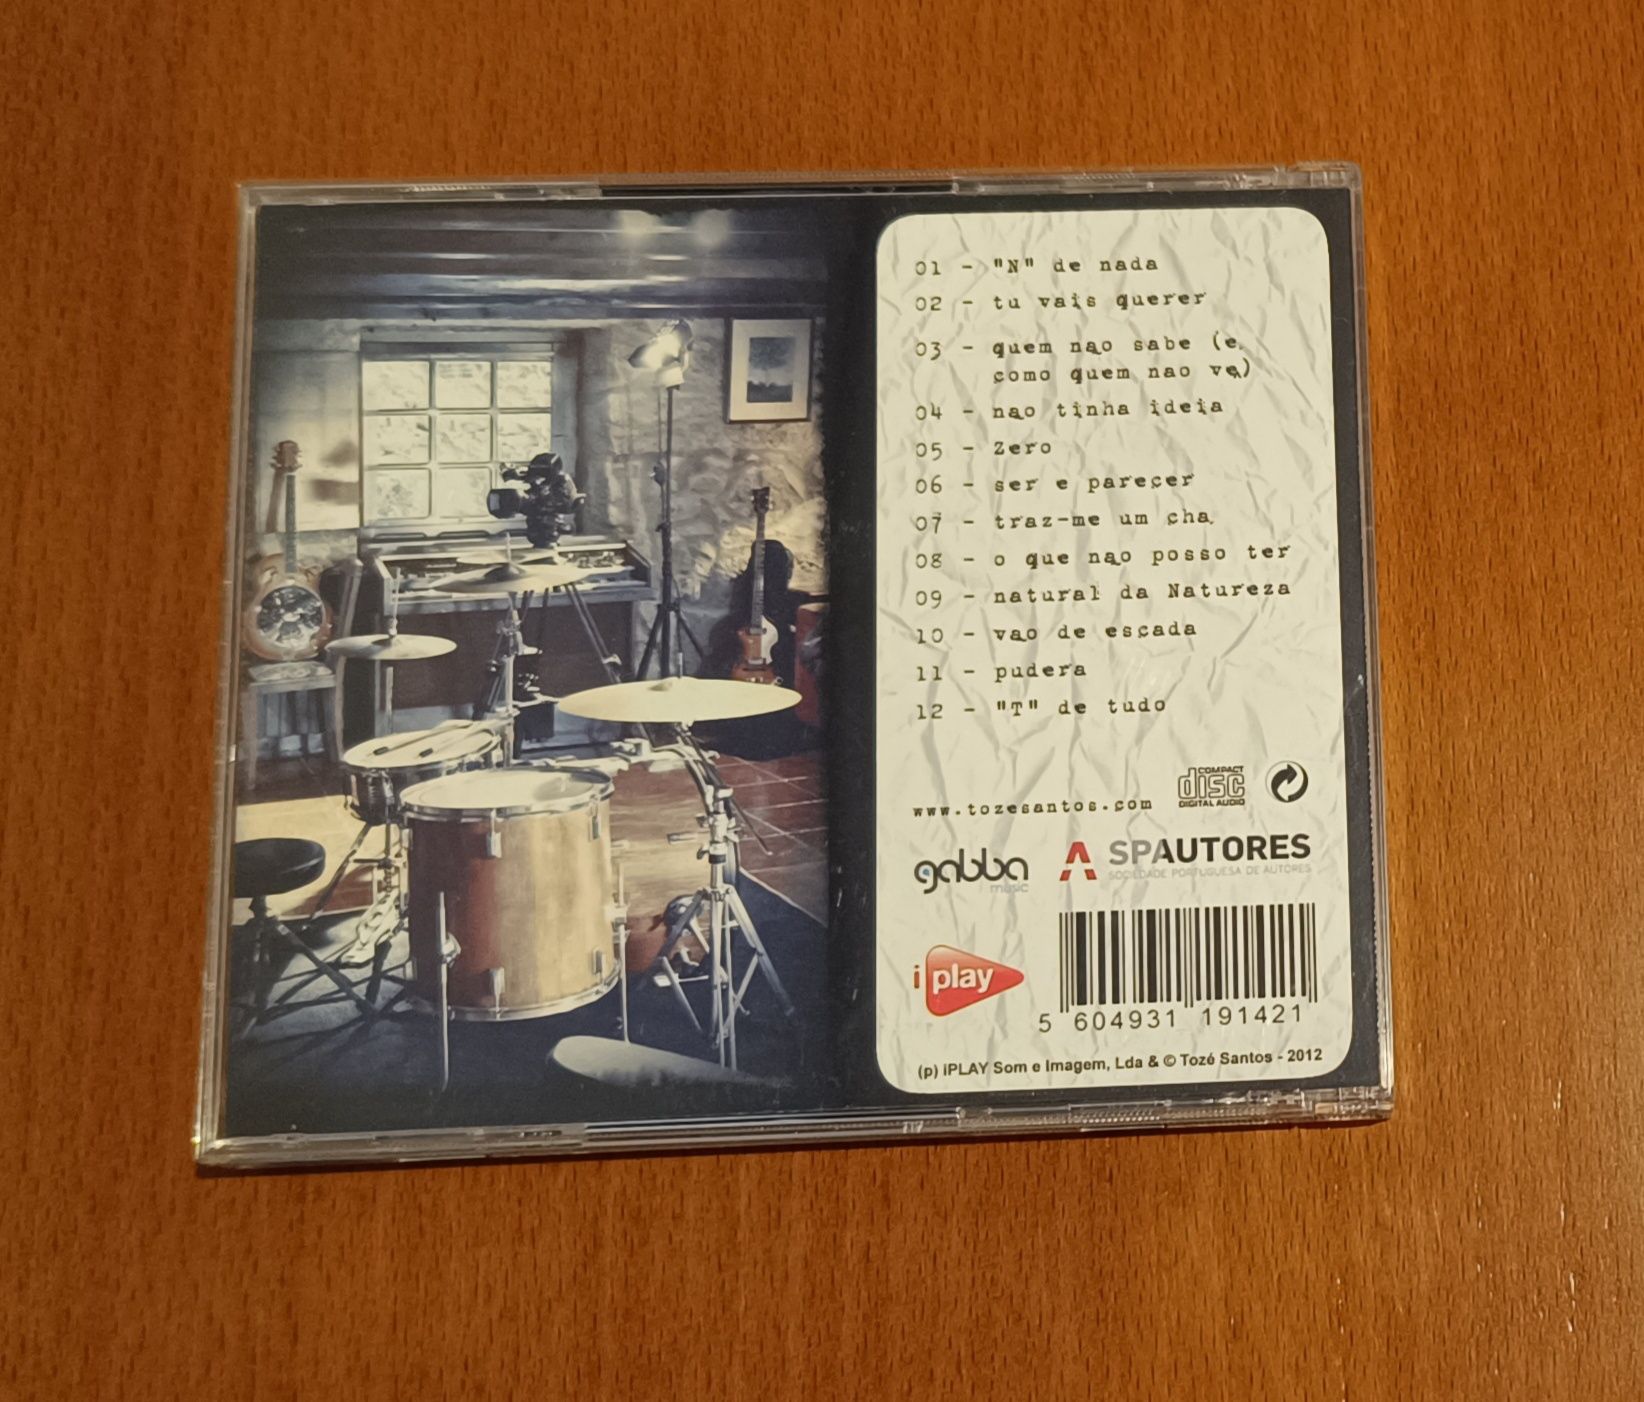 01 - "N" de nada
02 - tu vais querer
03 - quem nao sabe (e
como quem nao ve)
04 - nao tinha ideia
05 - Zero
06 - ser e parecer
07 - traz-me um cha
08 - o que nao posso ter
09 - natural da Natureza
10 - vao de escada
11 - pudera
12 - "T" de tudo
www.tozesantos.com
COMPACT
disc
DIGITAL AUDIO
gabba
music
SPAUTORES
SOCIEDADE PORTUGUESA DE AUTORES
i play
5 604931 191421
(p) iPLAY Som e Imagem, Lda & © Tozé Santos - 2012